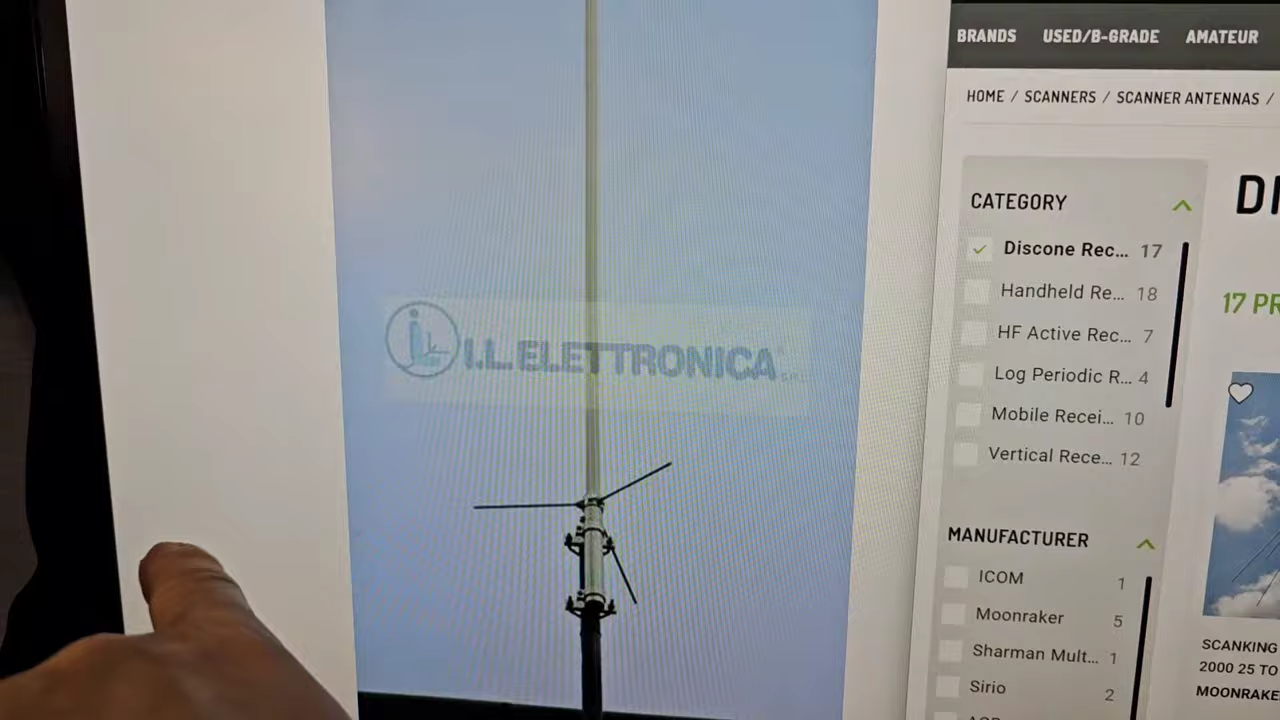 I.L.ELETTRONICA
BRANDS USED/B-GRADE AMATEUR
HOME / SCANNERS / SCANNER ANTENNAS /
CATEGORY
Discone Rec... 17
Handheld Re... 18
HF Active Rec... 7
Log Periodic R... 4
Mobile Recei... 10
Vertical Rece... 12
17
MANUFACTURER
ICOM 1
Moonraker 5
Sharman Mult... 1
Sirio 2
SCANKING
2000 25 TO
MOONRAKE